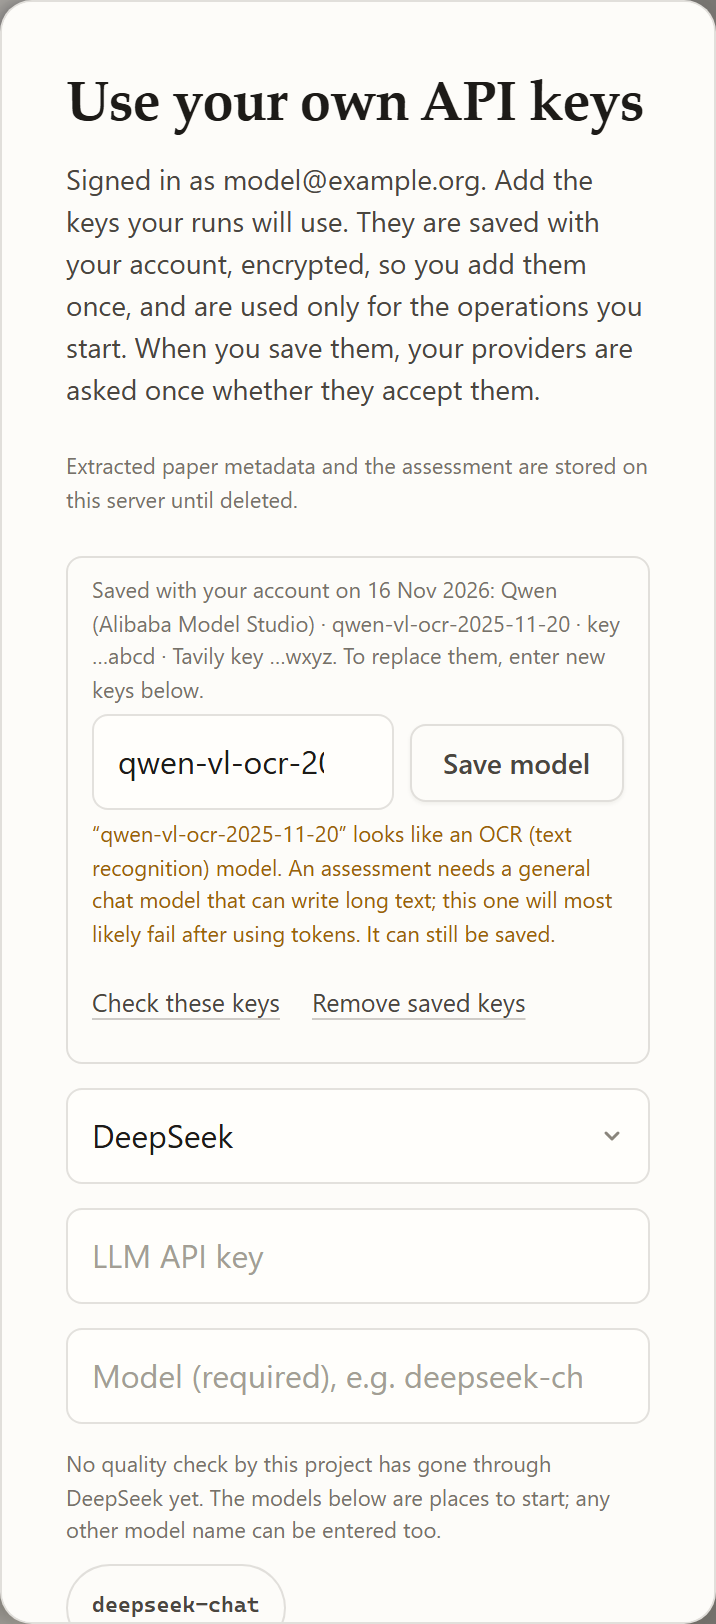 Use your own API keys
Signed in as model@example.org. Add the
keys your runs will use. They are saved with
your account, encrypted, so you add them
once, and are used only for the operations you
start. When you save them, your providers are
asked once whether they accept them.
Extracted paper metadata and the assessment are stored on
this server until deleted.
Saved with your account on 16 Nov 2026: Qwen
(Alibaba Model Studio) · qwen-vl-ocr-2025-11-20 · key
…abcd · Tavily key …wxyz. To replace them, enter new
keys below.
qwen-vl-ocr-20
Save model
“qwen-vl-ocr-2025-11-20” looks like an OCR (text
recognition) model. An assessment needs a general
chat model that can write long text; this one will most
likely fail after using tokens. It can still be saved.
Check these keys
Remove saved keys
DeepSeek
LLM API key
Model (required), e.g. deepseek-ch
No quality check by this project has gone through
DeepSeek yet. The models below are places to start; any
other model name can be entered too.
deepseek-chat